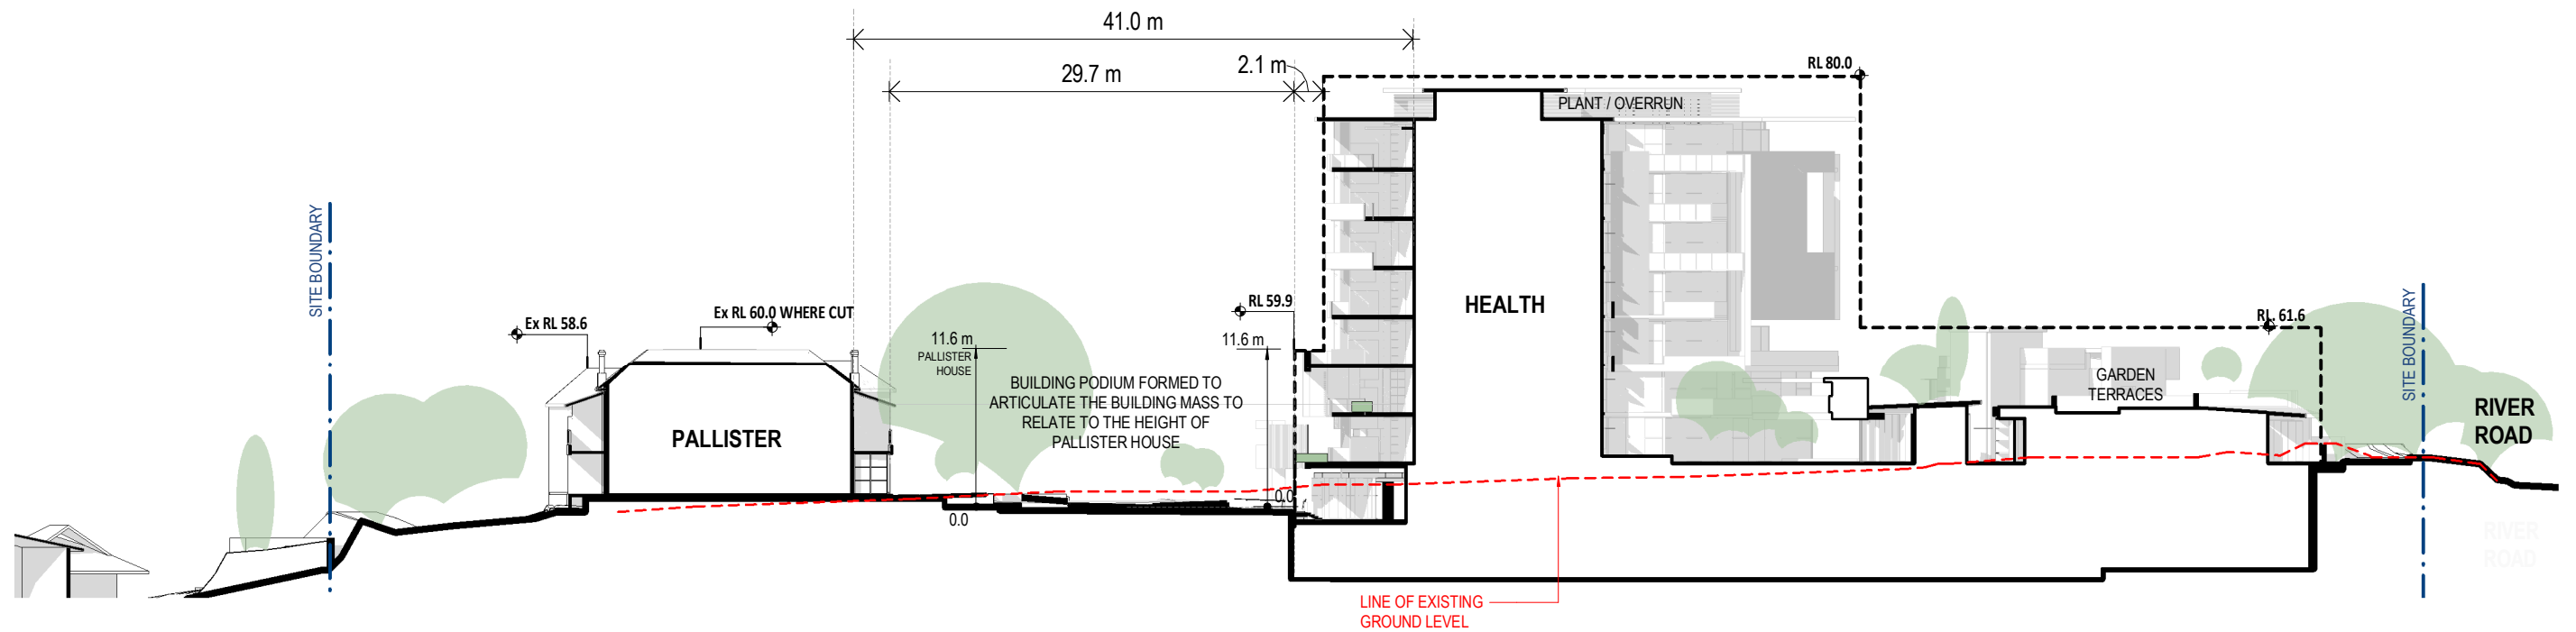 41.0 m
29.7 m
2.1 m
RL 80.0
PLANT / OVERRUN
SITE BOUNDARY
Ex RL 58.6
Ex RL 60.0 WHERE CUT
RL 59.9
11.6 m
PALLISTER
HOUSE
11.6 m
HEALTH
RL 61.6
SITE BOUNDARY
BUILDING PODIUM FORMED TO
ARTICULATE THE BUILDING MASS TO
RELATE TO THE HEIGHT OF
PALLISTER HOUSE
GARDEN
TERRACES
RIVER
ROAD
PALLISTER
0.0
0.0
RIVER
ROAD
LINE OF EXISTING
GROUND LEVEL